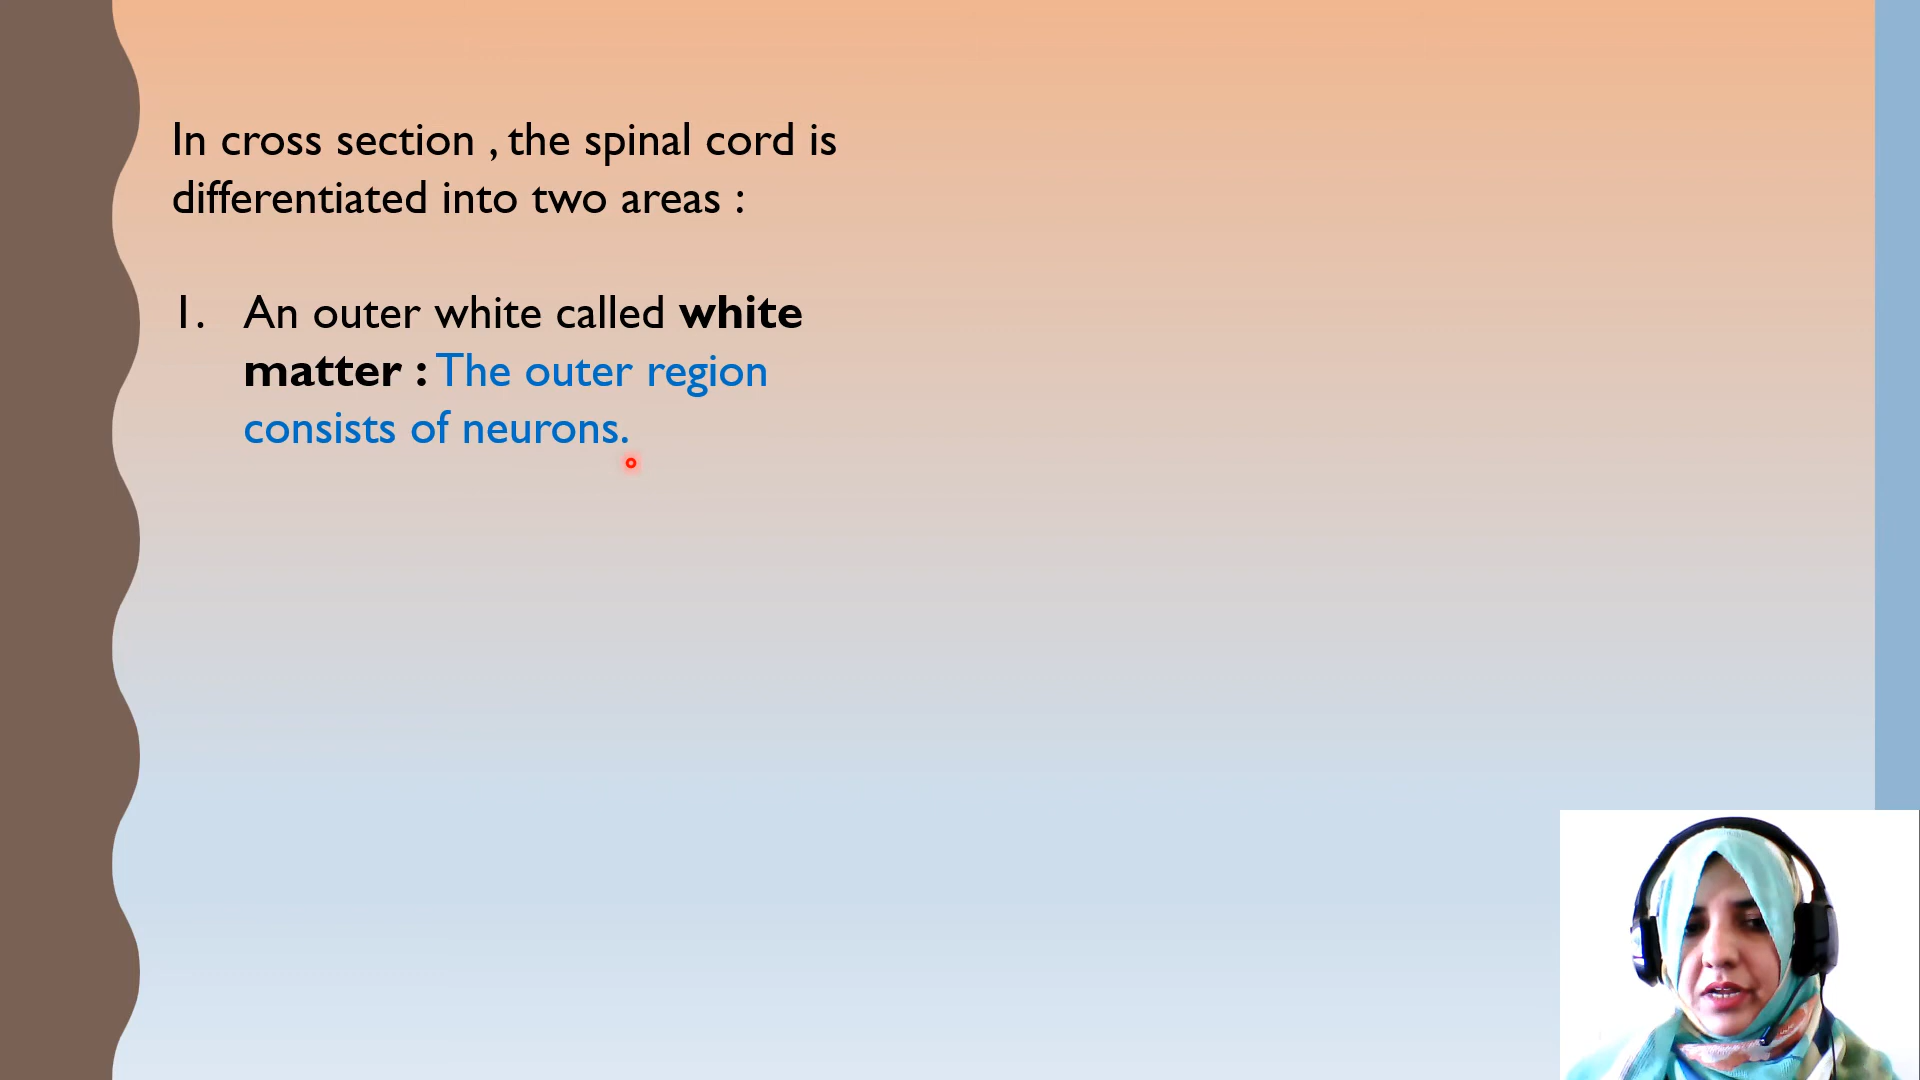 In cross section , the spinal cord is
differentiated into two areas :
1. An outer white called white
matter : The outer region
consists of neurons.